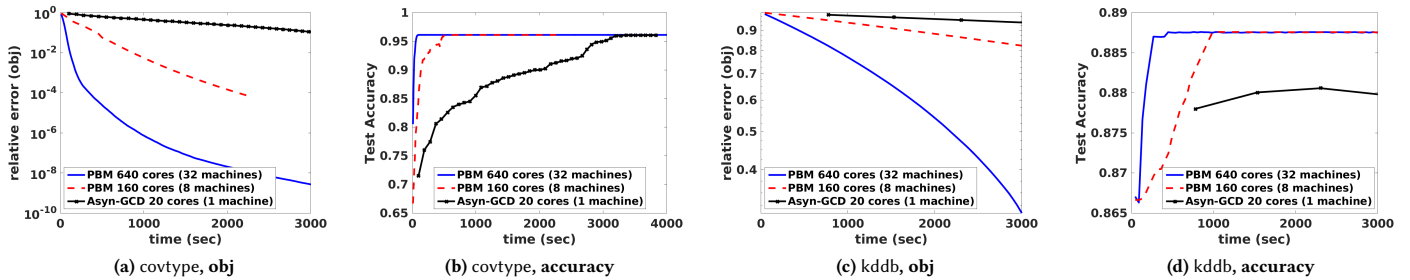 10^0
10^-2
10^-4
10^-6
10^-8
10^-10
relative error (obj)
0 1000 2000 3000
time (sec)
PBM 640 cores (32 machines)
PBM 160 cores (8 machines)
Asyn-GCD 20 cores (1 machine)
(a) covtype, obj
1
0.95
0.9
0.85
0.8
0.75
0.7
0.65
Test Accuracy
0 1000 2000 3000 4000
time (sec)
PBM 640 cores (32 machines)
PBM 160 cores (8 machines)
Asyn-GCD 20 cores (1 machine)
(b) covtype, accuracy
0.9
0.8
0.7
0.6
0.5
0.4
relative error (obj)
0 1000 2000 3000
time (sec)
PBM 640 cores (32 machines)
PBM 160 cores (8 machines)
Asyn-GCD 20 cores (1 machine)
(c) kddb, obj
0.89
0.885
0.88
0.875
0.87
0.865
Test Accuracy
0 1000 2000 3000
time (sec)
PBM 640 cores (32 machines)
PBM 160 cores (8 machines)
Asyn-GCD 20 cores (1 machine)
(d) kddb, accuracy